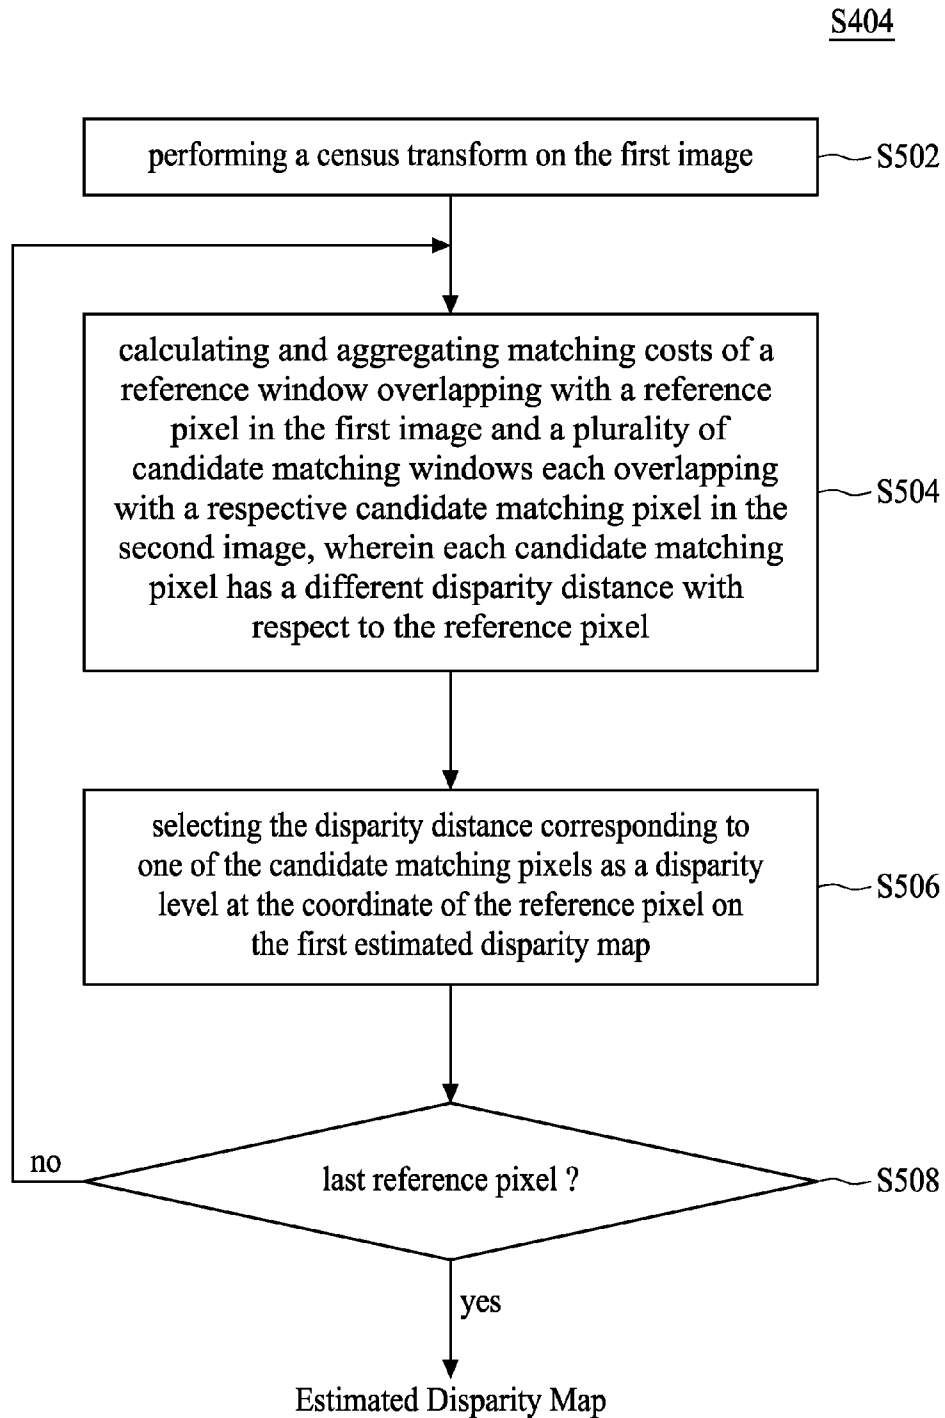 S404
performing a census transform on the first image
S502
calculating and aggregating matching costs of a
reference window overlapping with a reference
pixel in the first image and a plurality of
candidate matching windows each overlapping
with a respective candidate matching pixel in the
second image, wherein each candidate matching
pixel has a different disparity distance with
respect to the reference pixel
S504
selecting the disparity distance corresponding to
one of the candidate matching pixels as a disparity
level at the coordinate of the reference pixel on
the first estimated disparity map
S506
no
last reference pixel ?
S508
yes
Estimated Disparity Map